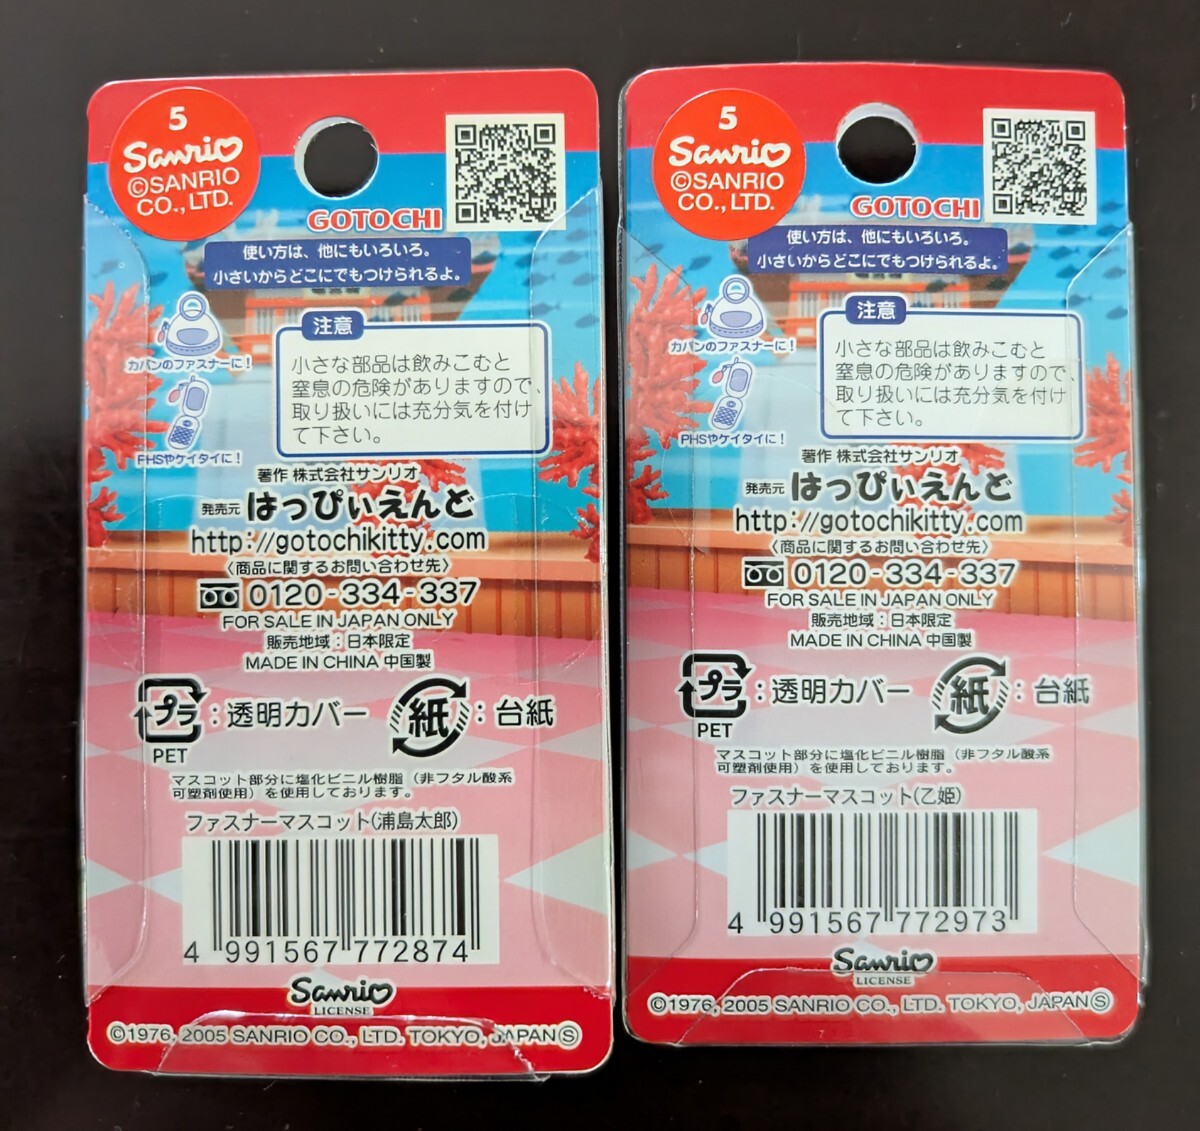 5
Sanrio
©SANRIO
CO., LTD.
GOTOCHI
使い方は、他にもいろいろ。
小さいからどこにでもつけられるよ。
カバンのファスナーに!
PHSやケイタイに!
注意
小さな部品は飲みこむと
窒息の危険がありますので、
取り扱いには充分気を付け
て下さい。
著作 株式会社サンリオ
発売元 はっぴぃえんど
http://gotochikitty.com
〈商品に関するお問い合わせ先〉
0120-334-337
FOR SALE IN JAPAN ONLY
販売地域:日本限定
MADE IN CHINA 中国製
プラ:透明カバー 紙:台紙
PET
マスコット部分に塩化ビニル樹脂(非フタル酸系
可塑剤使用)を使用しております。
ファスナーマスコット(浦島太郎)
4 991567 772874
Sanrio
LICENSE
©1976, 2005 SANRIO CO., LTD. TOKYO, JAPAN Ⓢ
5
Sanrio
©SANRIO
CO., LTD.
GOTOCHI
使い方は、他にもいろいろ。
小さいからどこにでもつけられるよ。
カバンのファスナーに!
PHSやケイタイに!
注意
小さな部品は飲みこむと
窒息の危険がありますので、
取り扱いには充分気を付け
て下さい。
著作 株式会社サンリオ
発売元 はっぴぃえんど
http://gotochikitty.com
〈商品に関するお問い合わせ先〉
0120-334-337
FOR SALE IN JAPAN ONLY
販売地域:日本限定
MADE IN CHINA 中国製
プラ:透明カバー 紙:台紙
PET
マスコット部分に塩化ビニル樹脂(非フタル酸系
可塑剤使用)を使用しております。
ファスナーマスコット(乙姫)
4 991567 772973
Sanrio
LICENSE
©1976, 2005 SANRIO CO., LTD. TOKYO, JAPAN Ⓢ